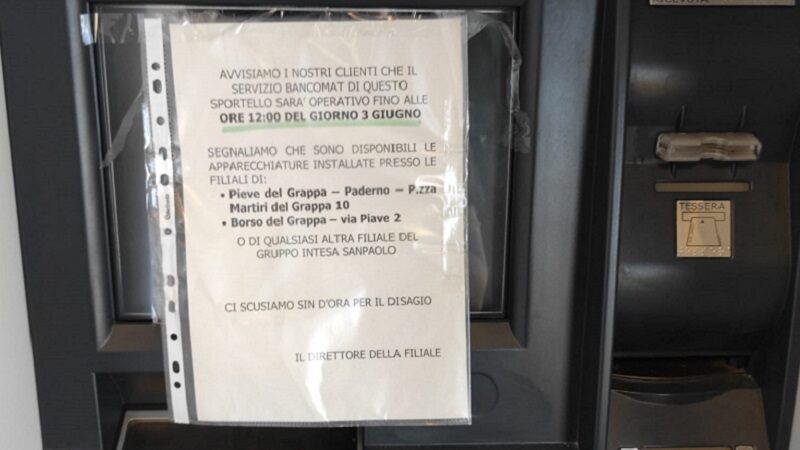 RICEVUTA
AVVISIAMO I NOSTRI CLIENTI CHE IL
SERVIZIO BANCOMAT DI QUESTO
SPORTELLO SARA' OPERATIVO FINO ALLE
ORE 12:00 DEL GIORNO 3 GIUGNO
SEGNALIAMO CHE SONO DISPONIBILI LE
APPARECCHIATURE INSTALLATE PRESSO LE
FILIALI DI:
• Pieve del Grappa – Paderno – P.zza
Martiri del Grappa 10
• Borso del Grappa – via Piave 2
O DI QUALSIASI ALTRA FILIALE DEL
GRUPPO INTESA SANPAOLO
CI SCUSIAMO SIN D'ORA PER IL DISAGIO
IL DIRETTORE DELLA FILIALE
TESSERA